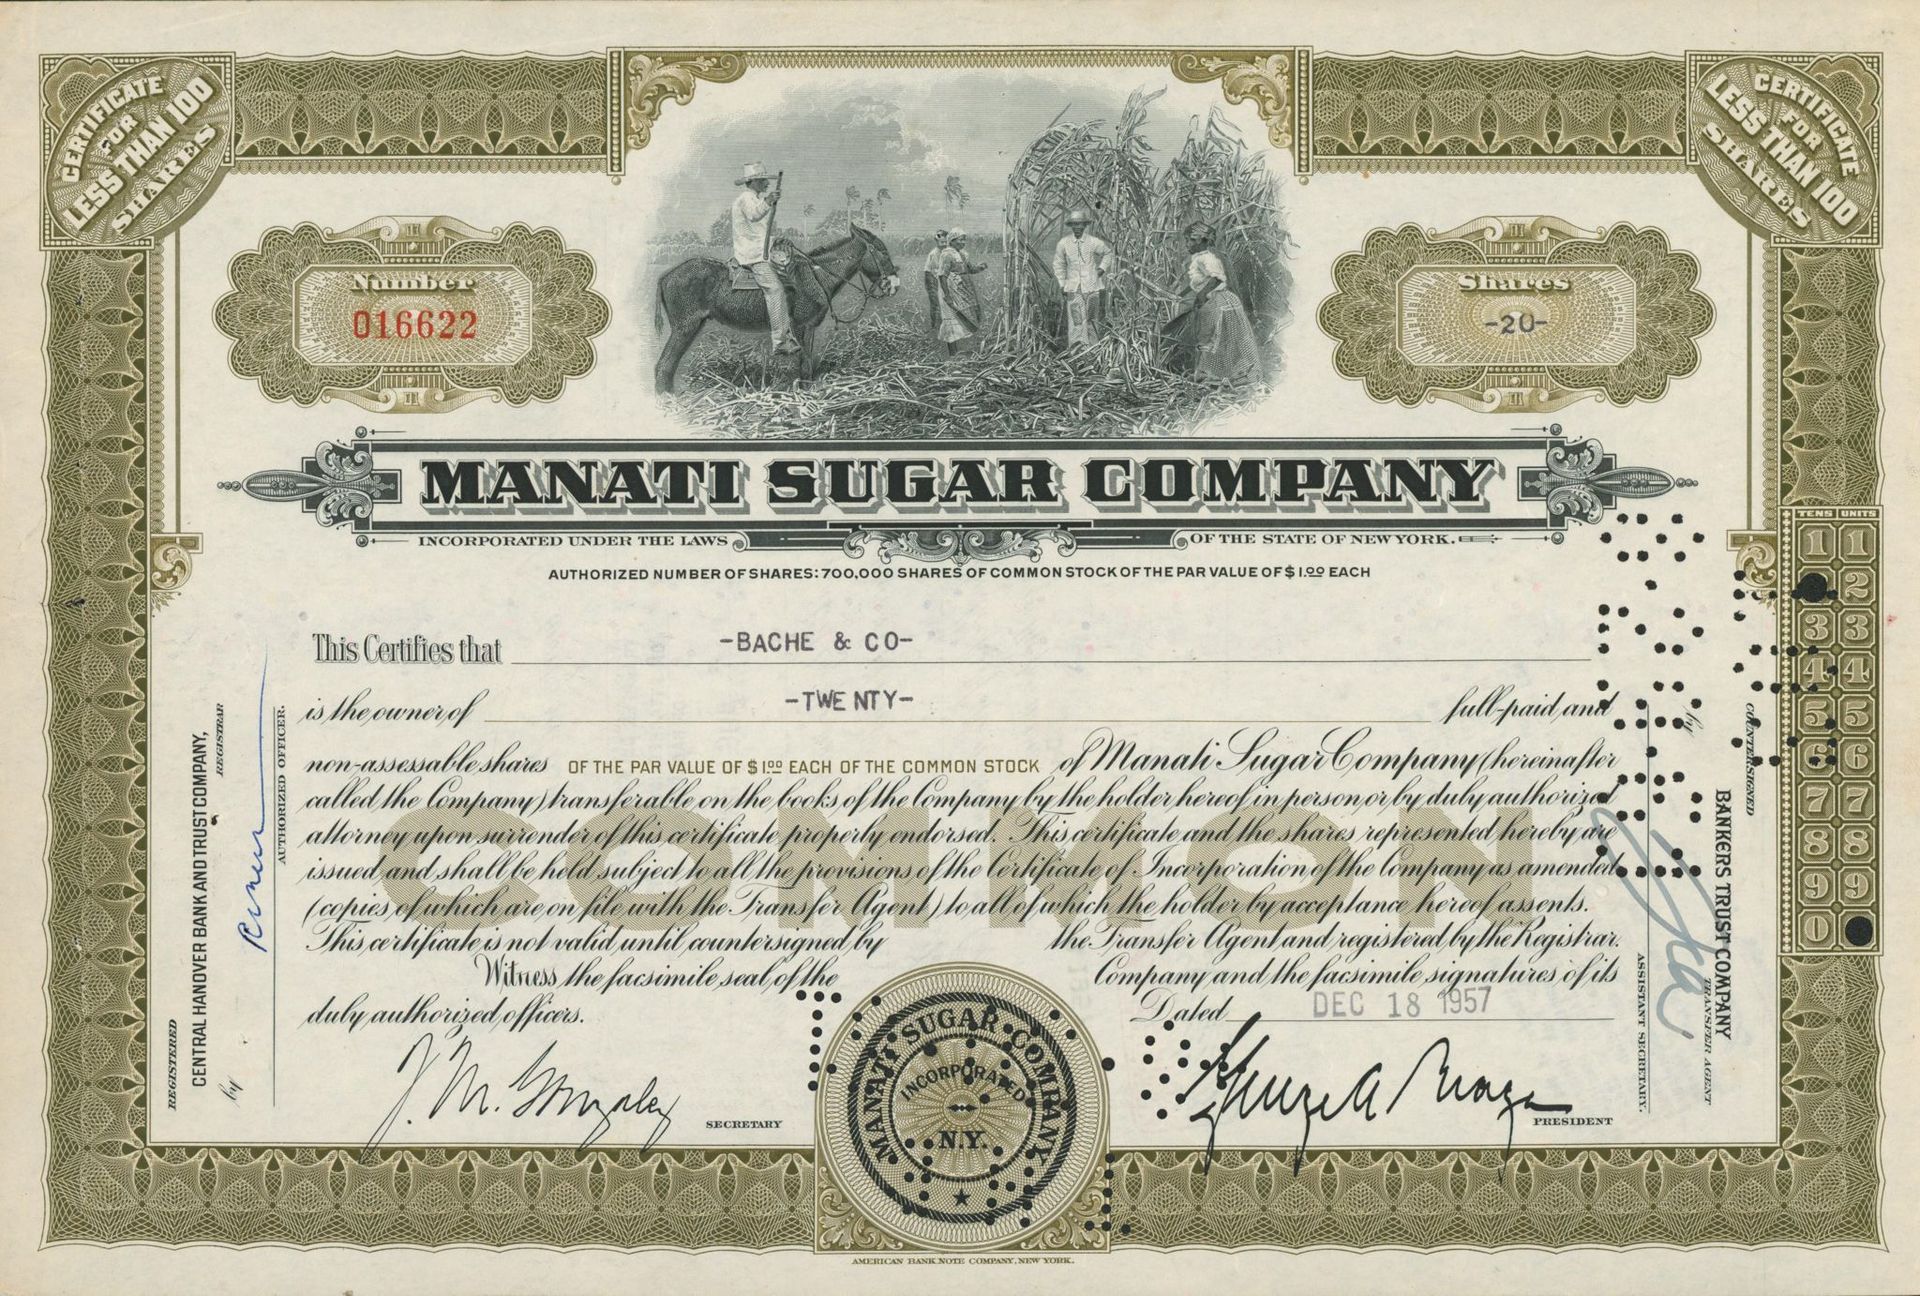 CERTIFICATE FOR LESS THAN 100 SHARES
CERTIFICATE FOR LESS THAN 100 SHARES
Number
016622
Shares
-20-
MANATI SUGAR COMPANY
INCORPORATED UNDER THE LAWS OF THE STATE OF NEW YORK.
AUTHORIZED NUMBER OF SHARES: 700,000 SHARES OF COMMON STOCK OF THE PAR VALUE OF $1.00 EACH
This Certifies that -BACHE & CO-
is the owner of -TWENTY- full-paid and
non-assessable shares OF THE PAR VALUE OF $1.00 EACH OF THE COMMON STOCK of Manati Sugar Company (hereinafter
called the Company) transferable on the books of the Company by the holder hereof in person, or by duly authorized
attorney upon surrender of this certificate properly endorsed. This certificate and the shares represented hereby are
issued and shall be held subject to all the provisions of the Certificate of Incorporation of the Company as amended
(copies of which are on file with the Transfer Agent) to all of which the holder by acceptance hereof assents.
This certificate is not valid until countersigned by the Transfer Agent and registered by the Registrar.
Witness the facsimile seal of the Company and the facsimile signatures of its
duly authorized officers.
Dated DEC 18 1957
COMMON
SECRETARY
PRESIDENT
MANATI SUGAR COMPANY
INCORPORATED
N.Y.
AMERICAN BANK NOTE COMPANY, NEW YORK.
REGISTERED
CENTRAL HANOVER BANK AND TRUST COMPANY,
REGISTRAR
by
AUTHORIZED OFFICER.
COUNTERSIGNED
BANKERS TRUST COMPANY
TRANSFER AGENT
by
ASSISTANT SECRETARY.
TENS UNITS
1 1
2
3 3
4 4
5 5
6 6
7 7
8 8
9 9
0